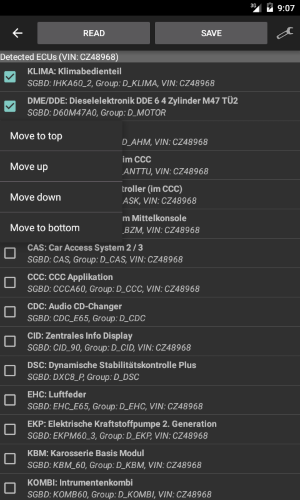 9:07
READ
SAVE
Detected ECUs (VIN: CZ48968)
KLIMA: Klimabedienteil
SGBD: IHKA60_2, Group: D_KLIMA, VIN: CZ48968
DME/DDE: Dieselelektronik DDE 6 4 Zylinder M47 TÜ2
SGBD: D60M47A0, Group: D_MOTOR
Move to top
D_AHM, VIN: CZ48968
im CCC
Move up
LANTTU, VIN: CZ48968
troller (im CCC)
Move down
ASK, VIN: CZ48968
m Mittelkonsole
Move to bottom
_BZM, VIN: CZ48968
CAS: Car Access System 2 / 3
SGBD: CAS, Group: D_CAS, VIN: CZ48968
CCC: CCC Applikation
SGBD: CCCA60, Group: D_CCC, VIN: CZ48968
CDC: Audio CD-Changer
SGBD: CDC_E65, Group: D_CDC
CID: Zentrales Info Display
SGBD: CID_90, Group: D_CID, VIN: CZ48968
DSC: Dynamische Stabilitätskontrolle Plus
SGBD: DXC8_P, Group: D_DSC
EHC: Luftfeder
SGBD: EHC_E65, Group: D_EHC, VIN: CZ48968
EKP: Elektrische Kraftstoffpumpe 2. Generation
SGBD: EKPM60_3, Group: D_EKP, VIN: CZ48968
KBM: Karosserie Basis Modul
SGBD: KBM_60, Group: D_KBM, VIN: CZ48968
KOMBI: Instrumentenkombi
SGBD: KOMB60, Group: D_KOMBI, VIN: CZ48968